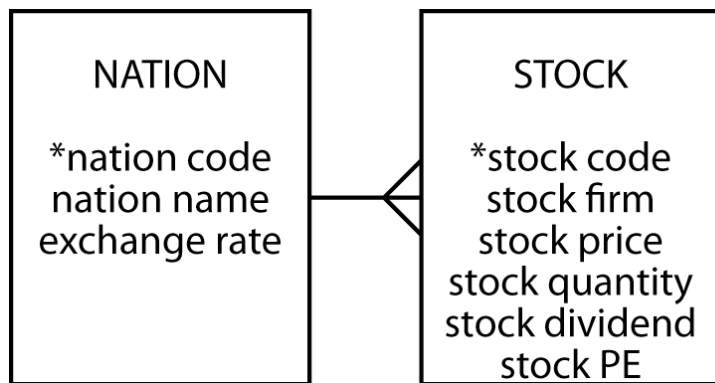 NATION
*nation code
nation name
exchange rate
STOCK
*stock code
stock firm
stock price
stock quantity
stock dividend
stock PE